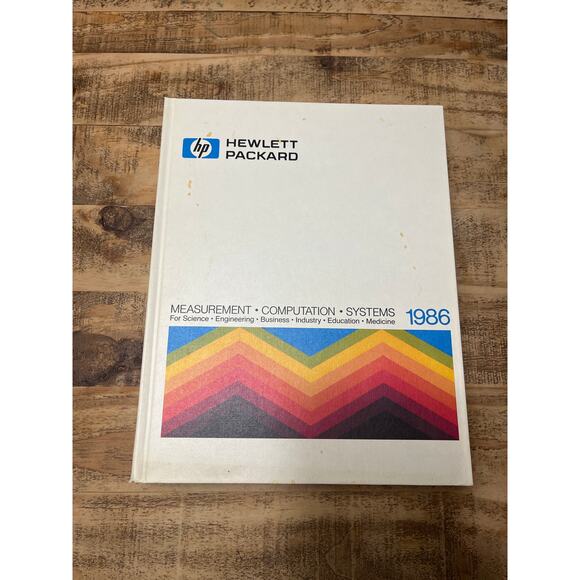 hp
HEWLETT
PACKARD
MEASUREMENT • COMPUTATION • SYSTEMS
For Science • Engineering • Business • Industry • Education • Medicine
1986